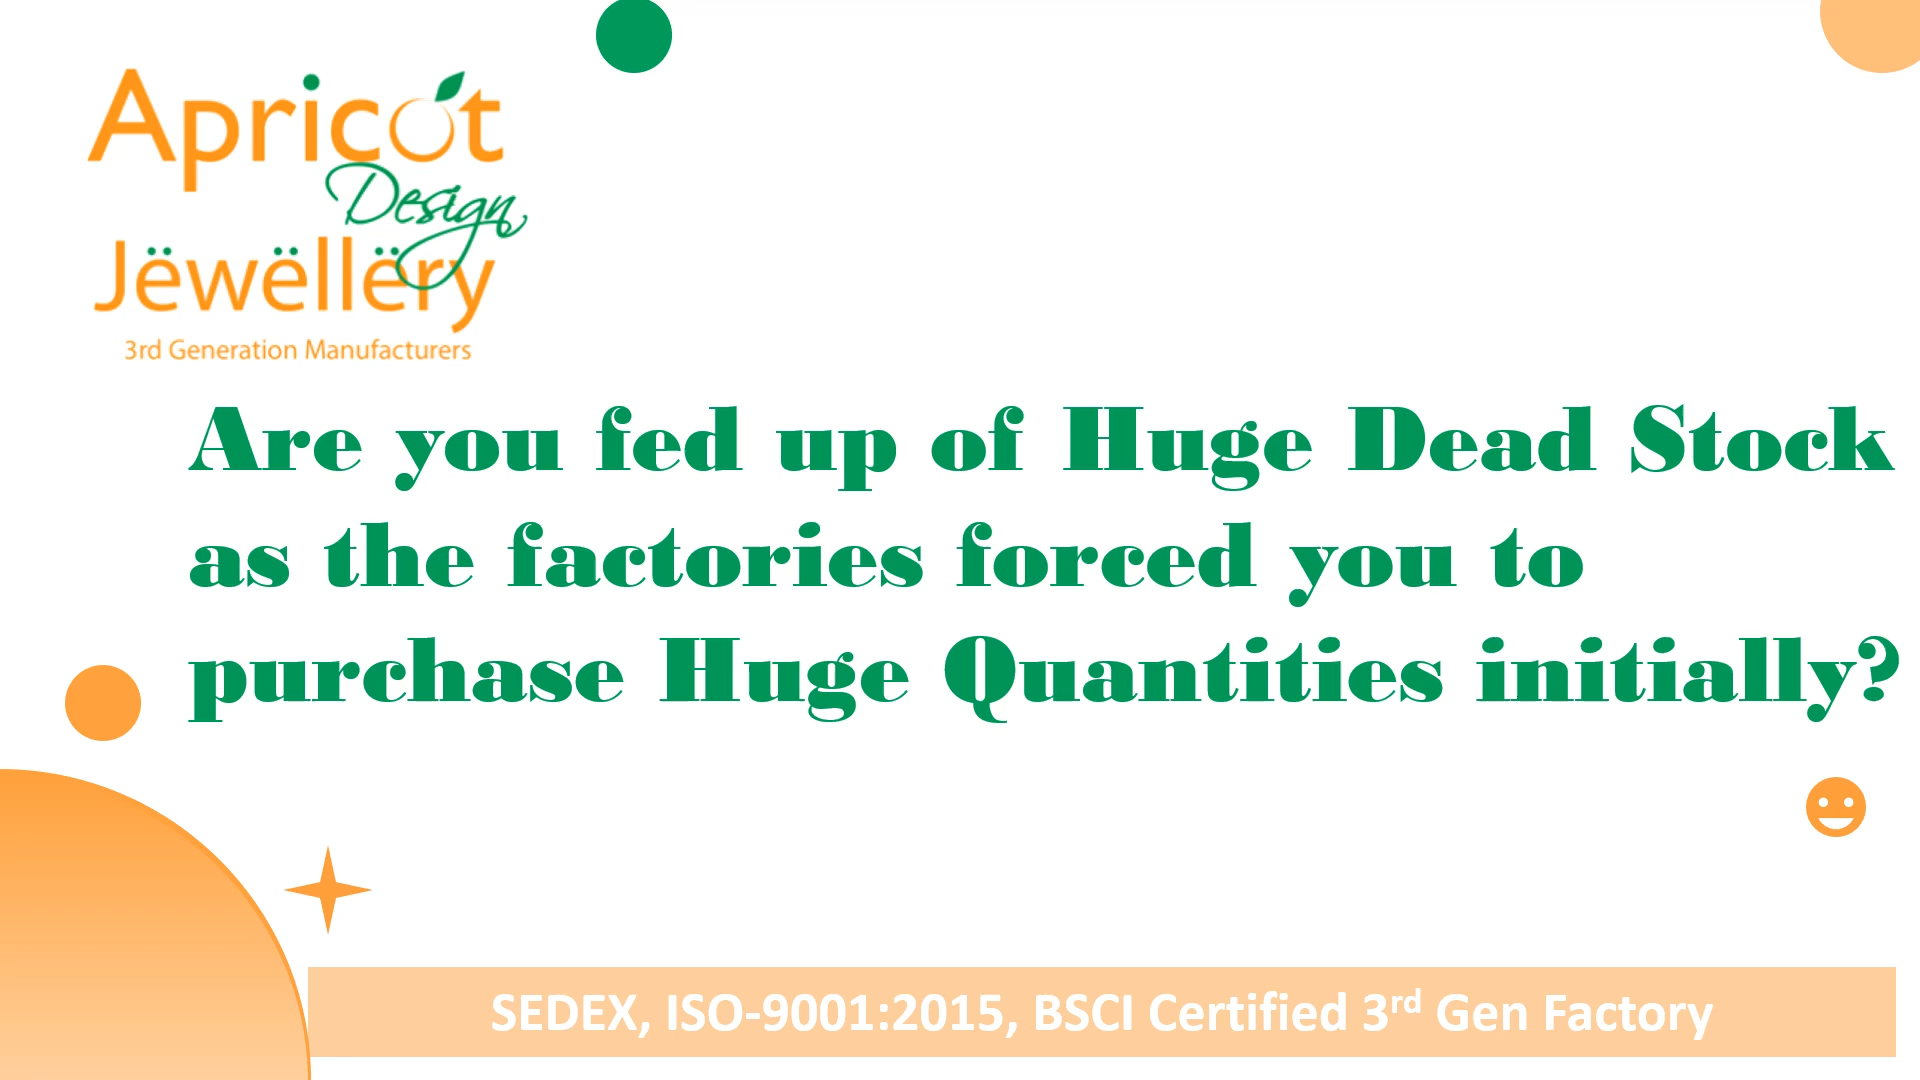 Apricot
Design
Jëwëllëry
3rd Generation Manufacturers
Are you fed up of Huge Dead Stock
as the factories forced you to
purchase Huge Quantities initially?
SEDEX, ISO-9001:2015, BSCI Certified 3rd Gen Factory